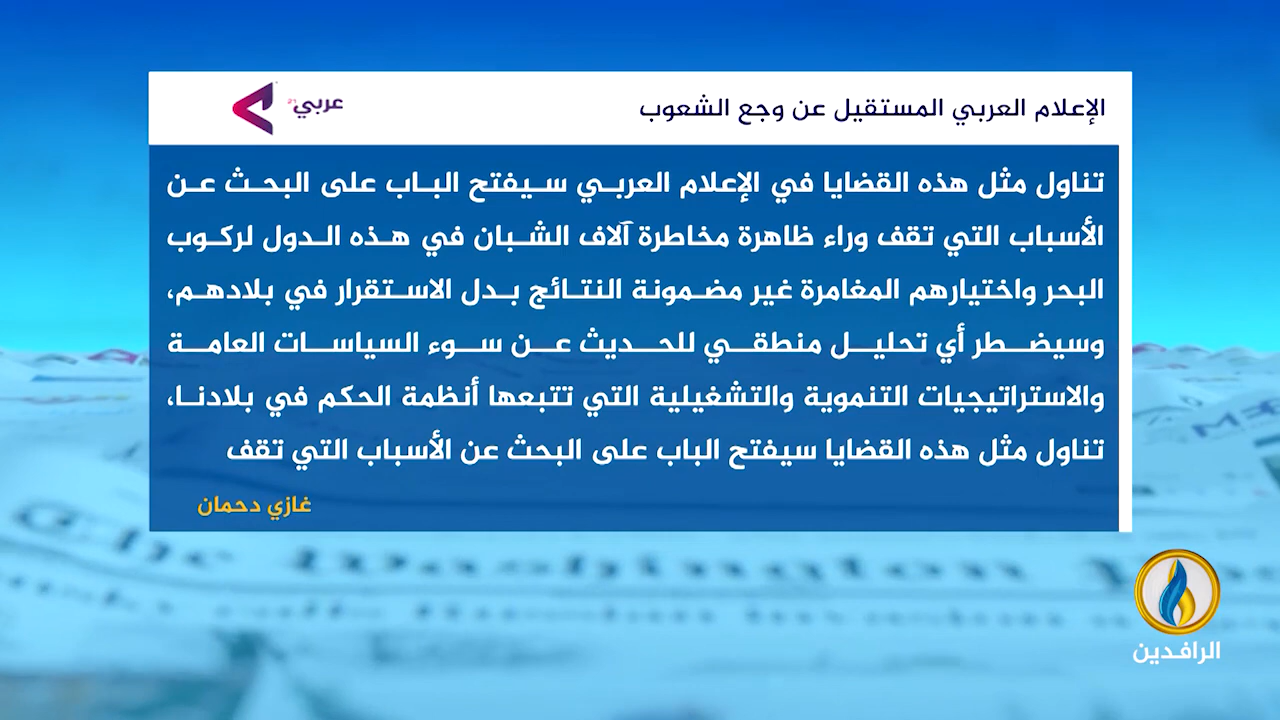 الإعلام العربي المستقيل عن وجع الشعوب
عربي21
تناول مثل هذه القضايا في الإعلام العربي سيفتح الباب على البحث عن
الأسباب التي تقف وراء ظاهرة مخاطرة آلاف الشبان في هذه الدول لركوب
البحر واختيارهم المغامرة غير مضمونة النتائج بدل الاستقرار في بلادهم،
وسيضطر أي تحليل منطقي للحديث عن سوء السياسات العامة
والاستراتيجيات التنموية والتشغيلية التي تتبعها أنظمة الحكم في بلادنا،
تناول مثل هذه القضايا سيفتح الباب على البحث عن الأسباب التي تقف
غازي دحمان
The Washington
الرافدين